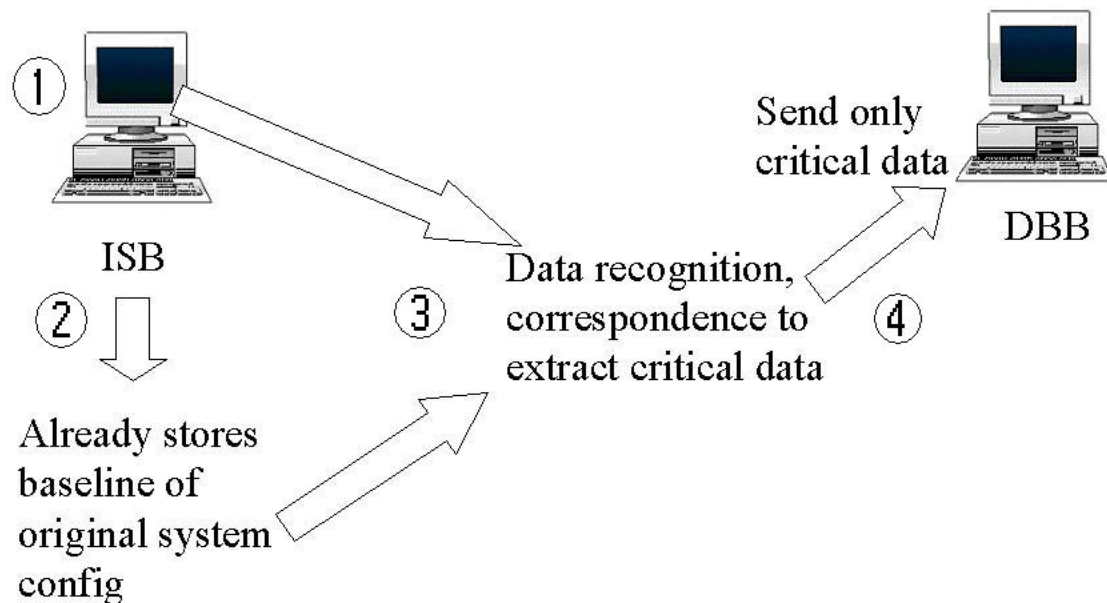 1
ISB
2
Already stores
baseline of
original system
config
3
Data recognition,
correspondence to
extract critical data
4
Send only
critical data
DBB